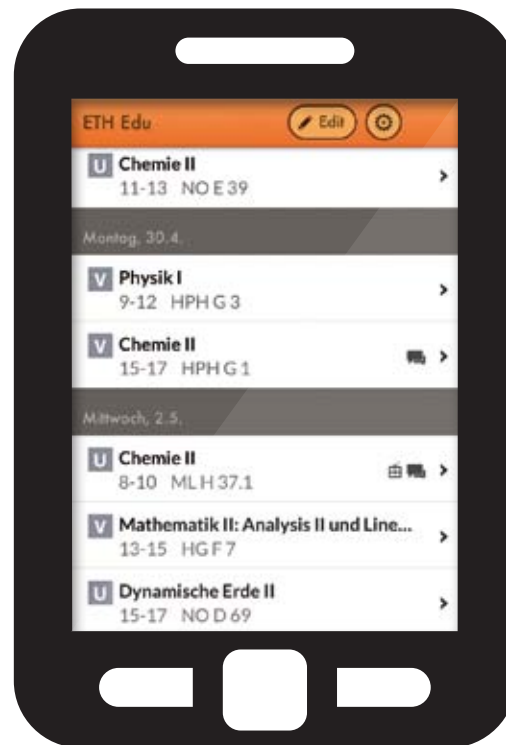 ETH Edu
Edit
U Chemie II
11-13 NO E 39
Montag, 30.4.
V Physik I
9-12 HPH G 3
V Chemie II
15-17 HPH G 1
Mittwoch, 2.5.
U Chemie II
8-10 ML H 37.1
V Mathematik II: Analysis II und Line...
13-15 HG F 7
U Dynamische Erde II
15-17 NO D 69